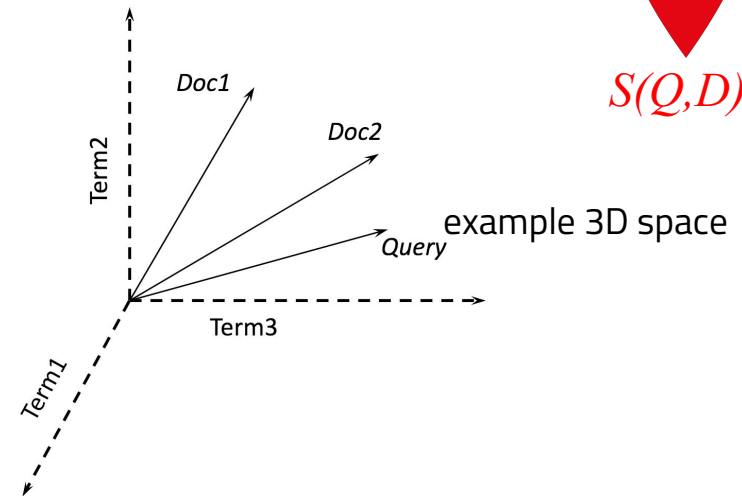 S(Q,D)
Doc1
Doc2
Term2
example 3D space
Query
Term3
Term1